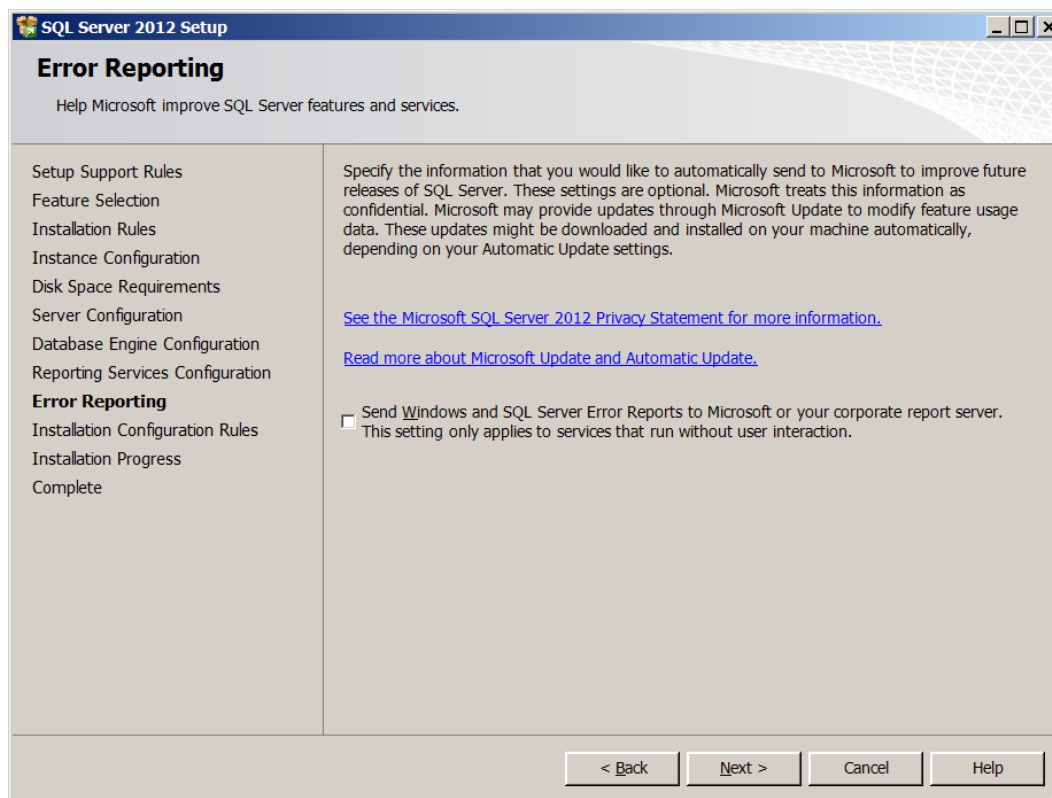 SQL Server 2012 Setup
Error Reporting
Help Microsoft improve SQL Server features and services.
Setup Support Rules
Feature Selection
Installation Rules
Instance Configuration
Disk Space Requirements
Server Configuration
Database Engine Configuration
Reporting Services Configuration
Error Reporting
Installation Configuration Rules
Installation Progress
Complete
Specify the information that you would like to automatically send to Microsoft to improve future
releases of SQL Server. These settings are optional. Microsoft treats this information as
confidential. Microsoft may provide updates through Microsoft Update to modify feature usage
data. These updates might be downloaded and installed on your machine automatically,
depending on your Automatic Update settings.
See the Microsoft SQL Server 2012 Privacy Statement for more information.
Read more about Microsoft Update and Automatic Update.
Send Windows and SQL Server Error Reports to Microsoft or your corporate report server.
This setting only applies to services that run without user interaction.
< Back
Next >
Cancel
Help